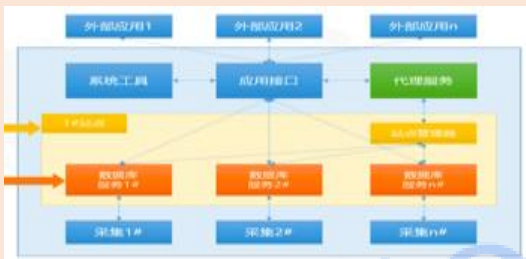 外部应用1
外部应用2
外部应用n
系统工具
应用接口
代理服务
1#站点
站点管理器
数据库
服务1#
数据库
服务2#
数据库
服务n#
采集1#
采集2#
采集n#